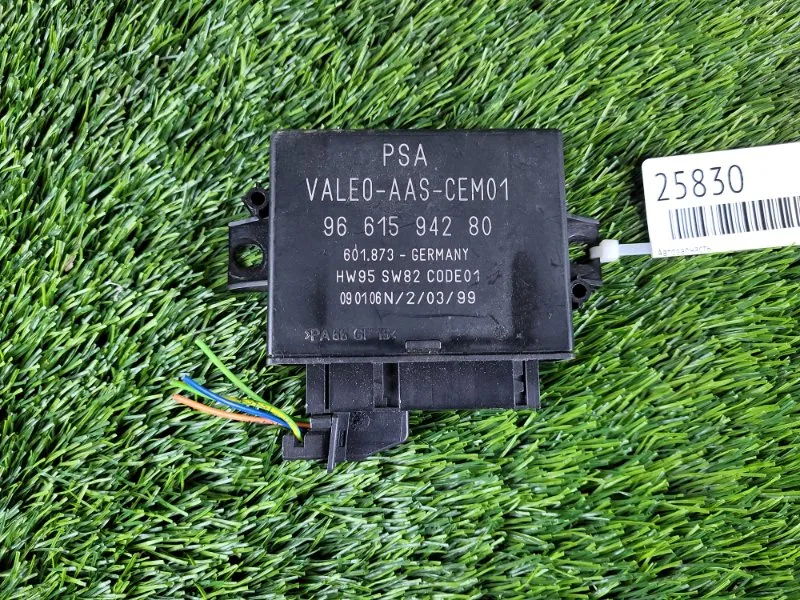 PSA
VALEO-AAS-CEM01
96 615 942 80
601.873 - GERMANY
HW95 SW82 CODE01
090106N/2/03/99
>PA66 GF15<
25830
Автозапчасть